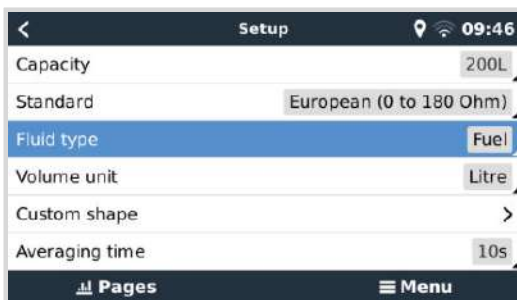 Setup 09:46
Capacity 200L
Standard European (0 to 180 Ohm)
Fluid type Fuel
Volume unit Litre
Custom shape
Averaging time 10s
Pages Menu